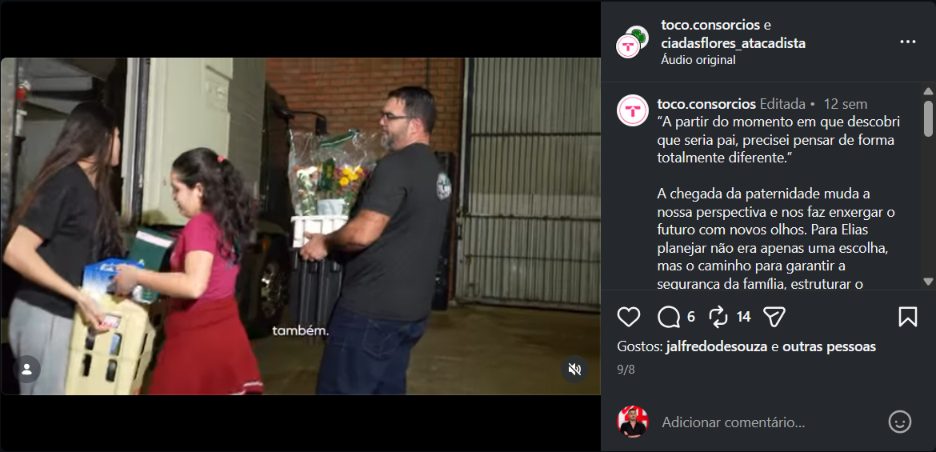 toco.consorcios e
ciadasflores_atacadista
Áudio original
toco.consorcios Editada • 12 sem
“A partir do momento em que descobri
que seria pai, precisei pensar de forma
totalmente diferente.”
A chegada da paternidade muda a
nossa perspectiva e nos faz enxergar o
futuro com novos olhos. Para Elias
planejar não era apenas uma escolha,
mas o caminho para garantir a
segurança da família, estruturar o
também.
6 14
Gostos: jalfredodesouza e outras pessoas
9/8
Adicionar comentário...